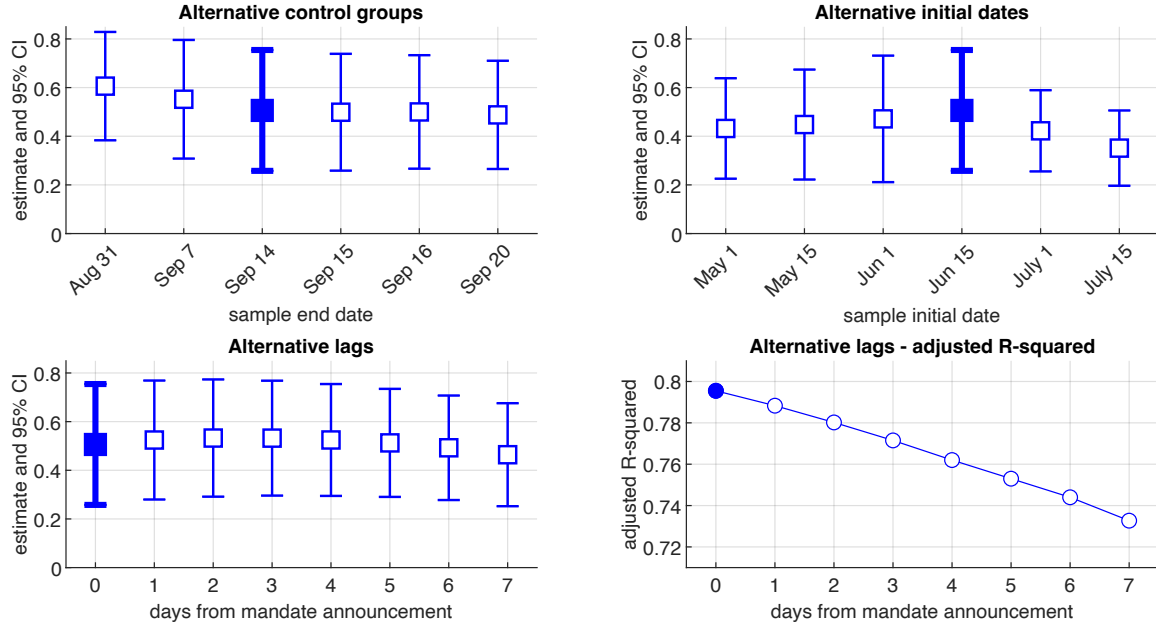 Alternative control groups
estimate and 95% CI
0.8
0.6
0.4
0.2
0
Aug 31
Sep 7
Sep 14
Sep 15
Sep 16
Sep 20
sample end date
Alternative initial dates
estimate and 95% CI
0.8
0.6
0.4
0.2
0
May 1
May 15
Jun 1
Jun 15
July 1
July 15
sample initial date
Alternative lags
estimate and 95% CI
0.8
0.6
0.4
0.2
0
0 1 2 3 4 5 6 7
days from mandate announcement
Alternative lags - adjusted R-squared
adjusted R-squared
0.8
0.78
0.76
0.74
0.72
0 1 2 3 4 5 6 7
days from mandate announcement